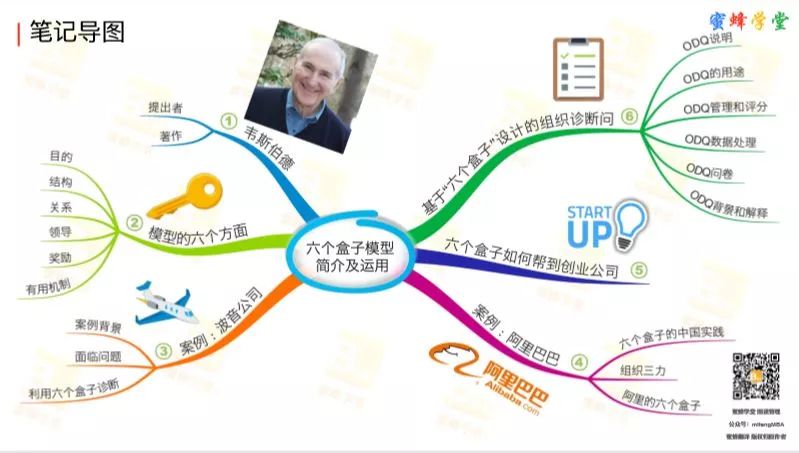 笔记导图
蜜蜂学堂
六个盒子模型
简介及运用
① 韦斯伯德
提出者
著作
② 模型的六个方面
目的
结构
关系
领导
奖励
有用机制
③ 案例：波音公司
案例背景
面临问题
利用六个盒子诊断
④ 案例：阿里巴巴
六个盒子的中国实践
组织三力
阿里的六个盒子
阿里巴巴
Alibaba.com
⑤ 六个盒子如何帮到创业公司
START
UP
⑥ 基于“六个盒子”设计的组织诊断问
ODQ说明
ODQ的用途
ODQ管理和评分
ODQ数据处理
ODQ问卷
ODQ背景和解释
公众号：mifengMBA